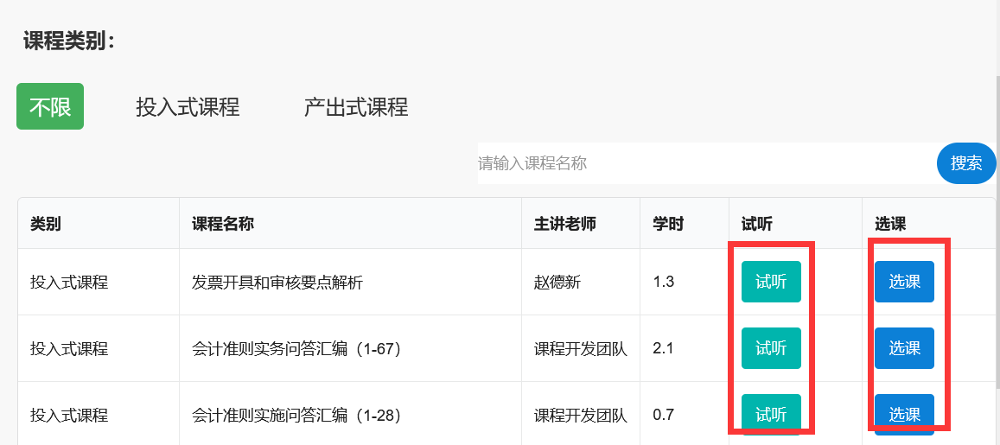 课程类别：
不限 投入式课程 产出式课程
请输入课程名称 搜索
类别 课程名称 主讲老师 学时 试听 选课
投入式课程 发票开具和审核要点解析 赵德新 1.3 试听 选课
投入式课程 会计准则实务问答汇编（1-67） 课程开发团队 2.1 试听 选课
投入式课程 会计准则实施问答汇编（1-28） 课程开发团队 0.7 试听 选课